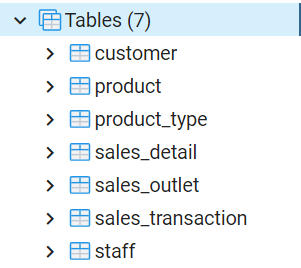 Tables (7)
customer
product
product_type
sales_detail
sales_outlet
sales_transaction
staff